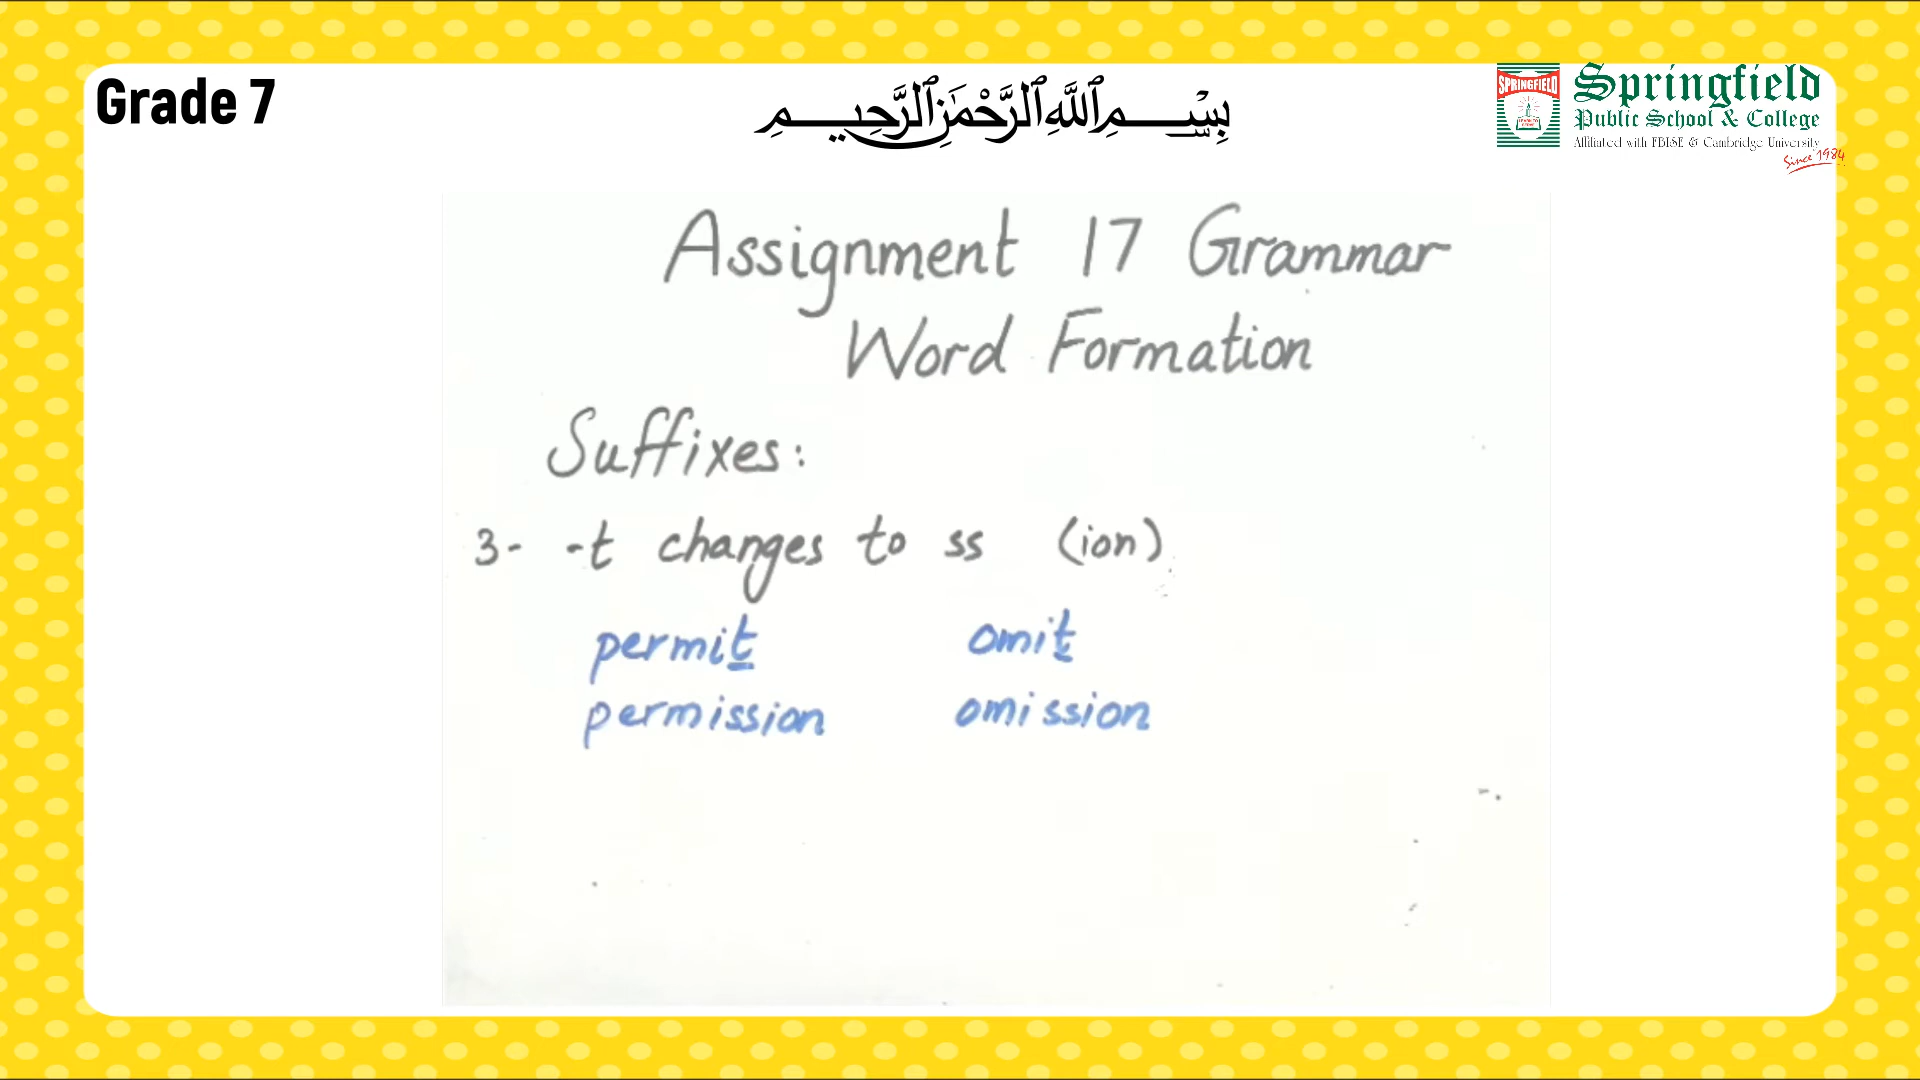 Grade 7
بِسْمِ ٱللَّهِ ٱلرَّحْمَٰنِ ٱلرَّحِيمِ
SPRINGFIELD
Springfield
Public School & College
Affiliated with FBISE & Cambridge University
Since 1984
Assignment 17 Grammar
Word Formation
Suffixes:
3- -t changes to ss (ion)
permit omit
permission omission